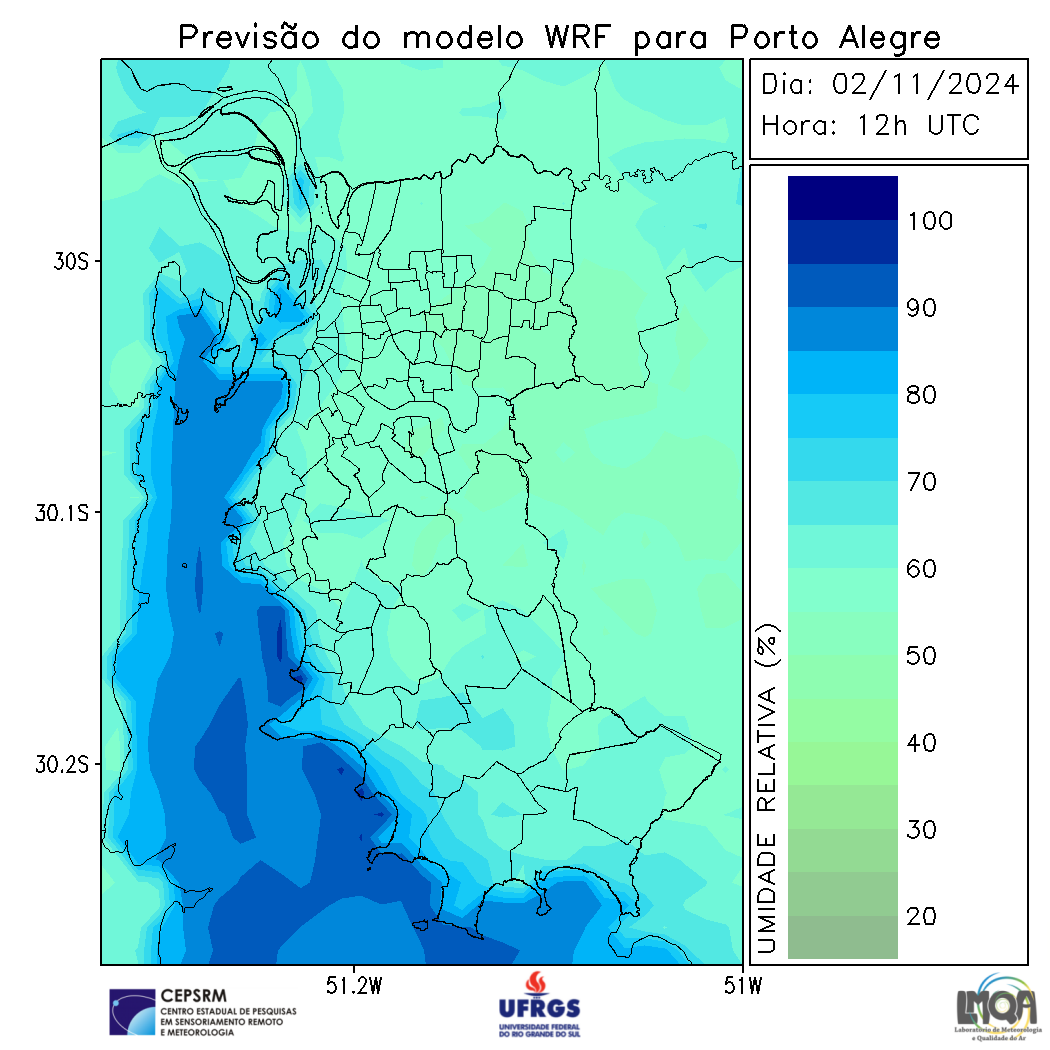 Previsão do modelo WRF para Porto Alegre
Dia: 02/11/2024
Hora: 12h UTC
30S
30.1S
30.2S
51.2W
51W
100
90
80
70
60
50
40
30
20
UMIDADE RELATIVA (%)
CEPSRM
CENTRO ESTADUAL DE PESQUISAS
EM SENSORIAMENTO REMOTO
E METEOROLOGIA
UFRGS
UNIVERSIDADE FEDERAL
DO RIO GRANDE DO SUL
LMQA
Laboratório de Meteorologia
e Qualidade do Ar